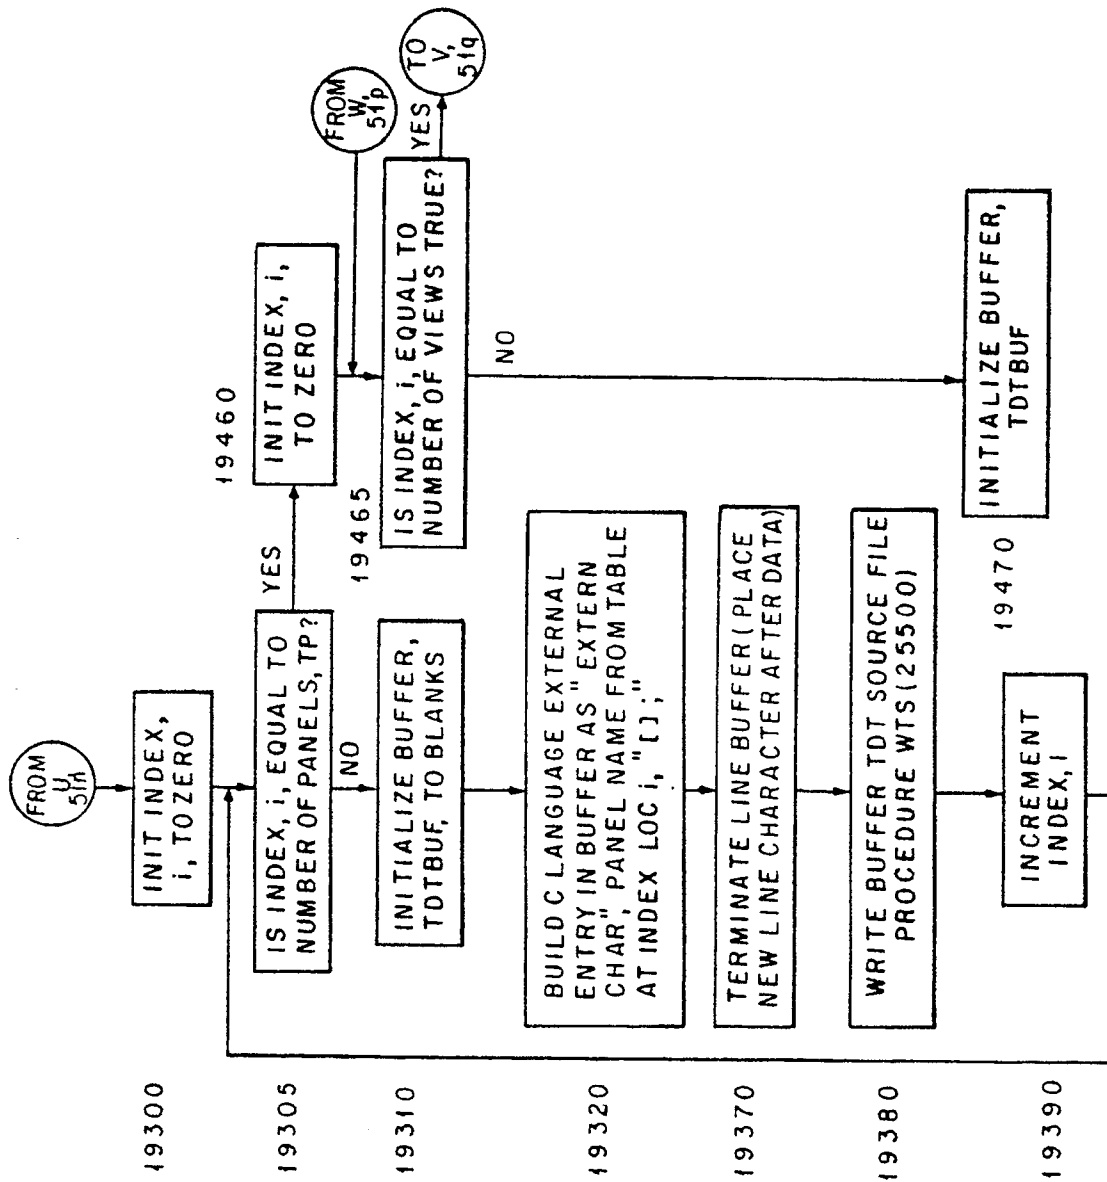 FROM
U,
51n
19300
INIT INDEX,
i, TO ZERO
19305
IS INDEX, i, EQUAL TO
NUMBER OF PANELS, TP?
YES
NO
19310
INITIALIZE BUFFER,
TDTBUF, TO BLANKS
19320
BUILD C LANGUAGE EXTERNAL
ENTRY IN BUFFER AS "EXTERN
CHAR", PANEL NAME FROM TABLE
AT INDEX LOC i, "[];"
19370
TERMINATE LINE BUFFER (PLACE
NEW LINE CHARACTER AFTER DATA)
19380
WRITE BUFFER TDT SOURCE FILE
PROCEDURE WTS (25500)
19390
INCREMENT
INDEX, i
19460
INIT INDEX, i,
TO ZERO
FROM
W,
51p
19465
IS INDEX, i, EQUAL TO
NUMBER OF VIEWS TRUE?
YES
TO
V,
51q
NO
19470
INITIALIZE BUFFER,
TDTBUF